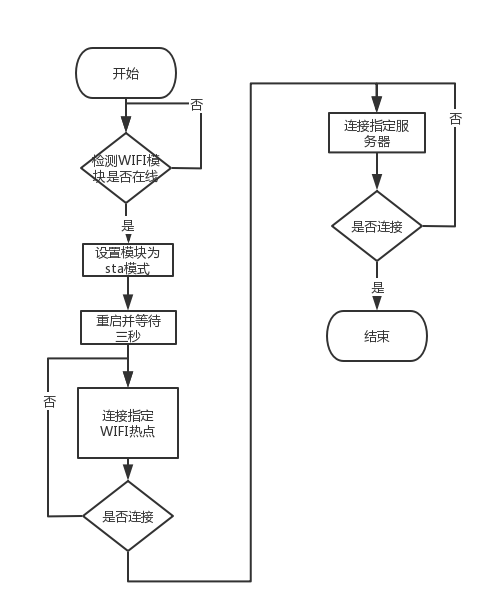 开始
否
检测WIFI模
块是否在线
是
设置模块为
sta模式
重启并等待
三秒
否
连接指定
WIFI热点
是否连接
连接指定服
务器
否
是否连接
是
结束